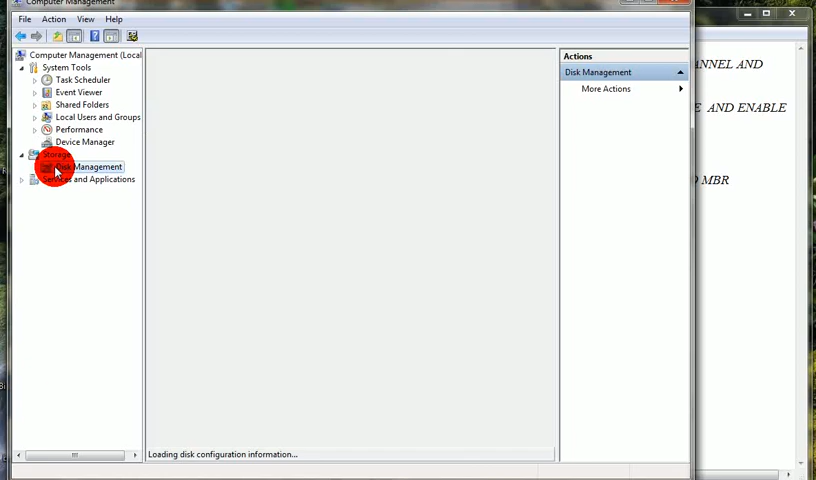 Computer Management
File Action View Help
Computer Management (Local
System Tools
Task Scheduler
Event Viewer
Shared Folders
Local Users and Groups
Performance
Device Manager
Storage
Disk Management
Services and Applications
Loading disk configuration information...
Actions
Disk Management
More Actions
ANNEL AND
E AND ENABLE
O MBR